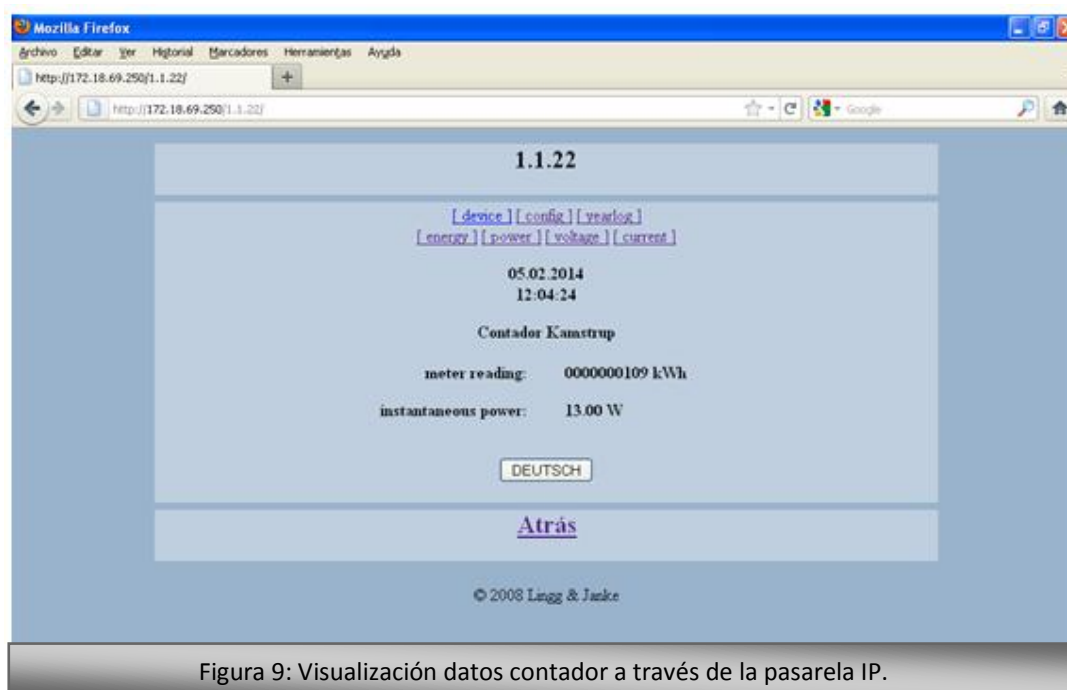 Mozilla Firefox
Archivo Editar Ver Historial Marcadores Herramientas Ayuda
http://172.18.69.250/1.1.22/ +
http://172.18.69.250/1.1.22/ Google
1.1.22
[ device ] [ config ] [ yearlog ]
[ energy ] [ power ] [ voltage ] [ current ]
05.02.2014
12:04:24
Contador Kamstrup
meter reading: 0000000109 kWh
instantaneous power: 13.00 W
DEUTSCH
Atrás
© 2008 Lingg & Janke
Figura 9: Visualización datos contador a través de la pasarela IP.